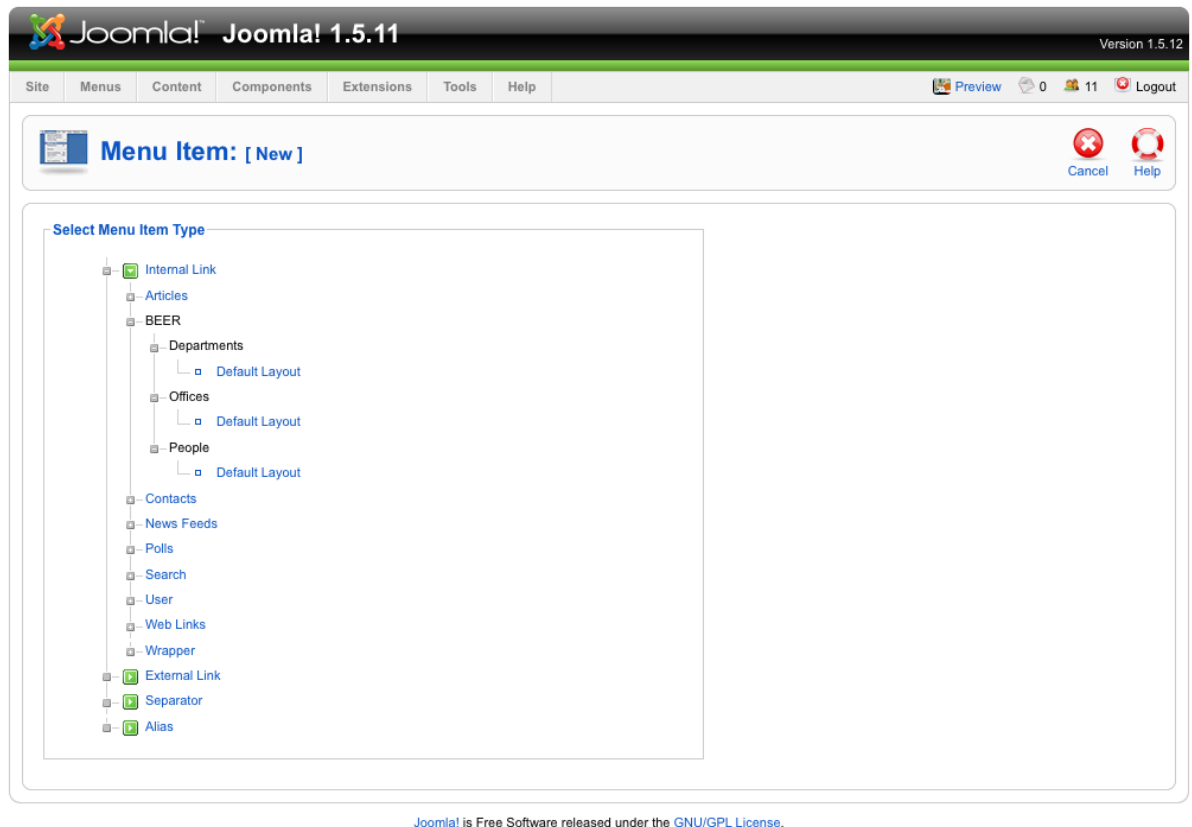 Joomla!™ Joomla! 1.5.11
Version 1.5.12
Site Menus Content Components Extensions Tools Help Preview 0 11 Logout
Menu Item: [ New ]
Cancel Help
Select Menu Item Type
Internal Link
Articles
BEER
Departments
Default Layout
Offices
Default Layout
People
Default Layout
Contacts
News Feeds
Polls
Search
User
Web Links
Wrapper
External Link
Separator
Alias
Joomla! is Free Software released under the GNU/GPL License.